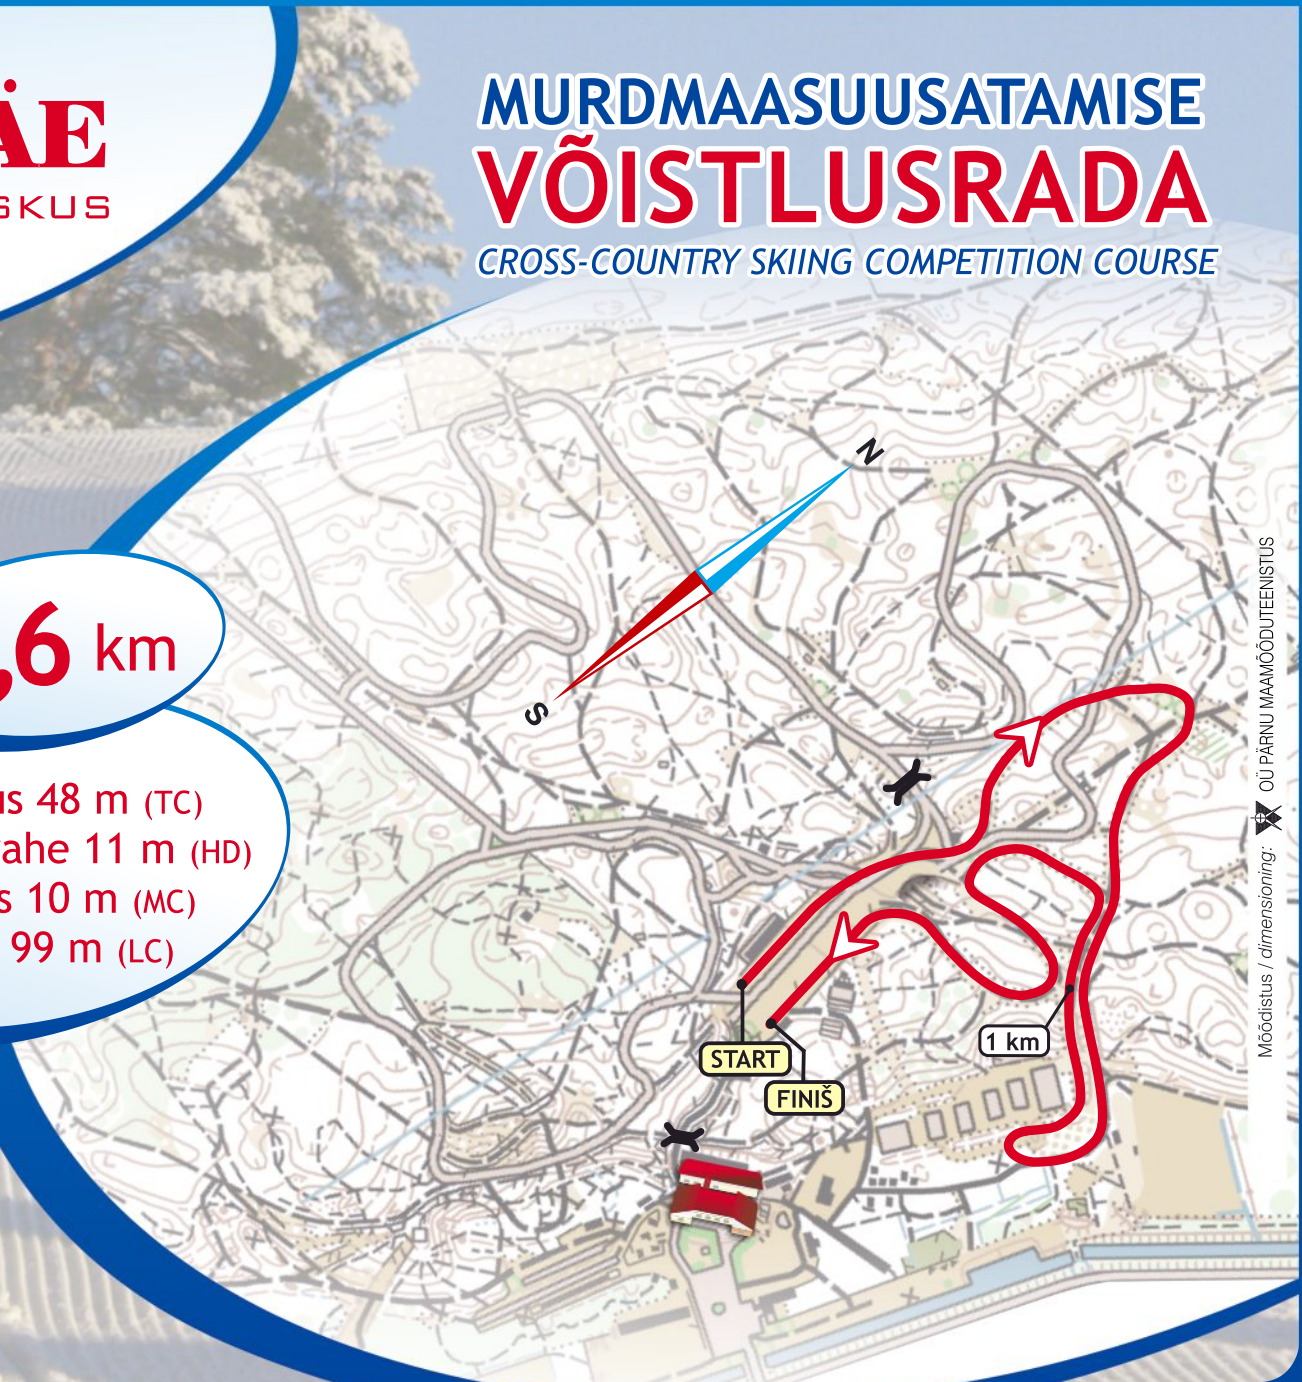 ÄE
SKUS
MURDMAASUUSATAMISE
VÕISTLUSRADA
CROSS-COUNTRY SKIING COMPETITION COURSE
,6 km
us 48 m (TC)
vahe 11 m (HD)
s 10 m (MC)
99 m (LC)
N
S
START
FINIŠ
1 km
Mõõdistus / dimensioning: OÜ PÄRNU MAAMÕÕDUTEENISTUS